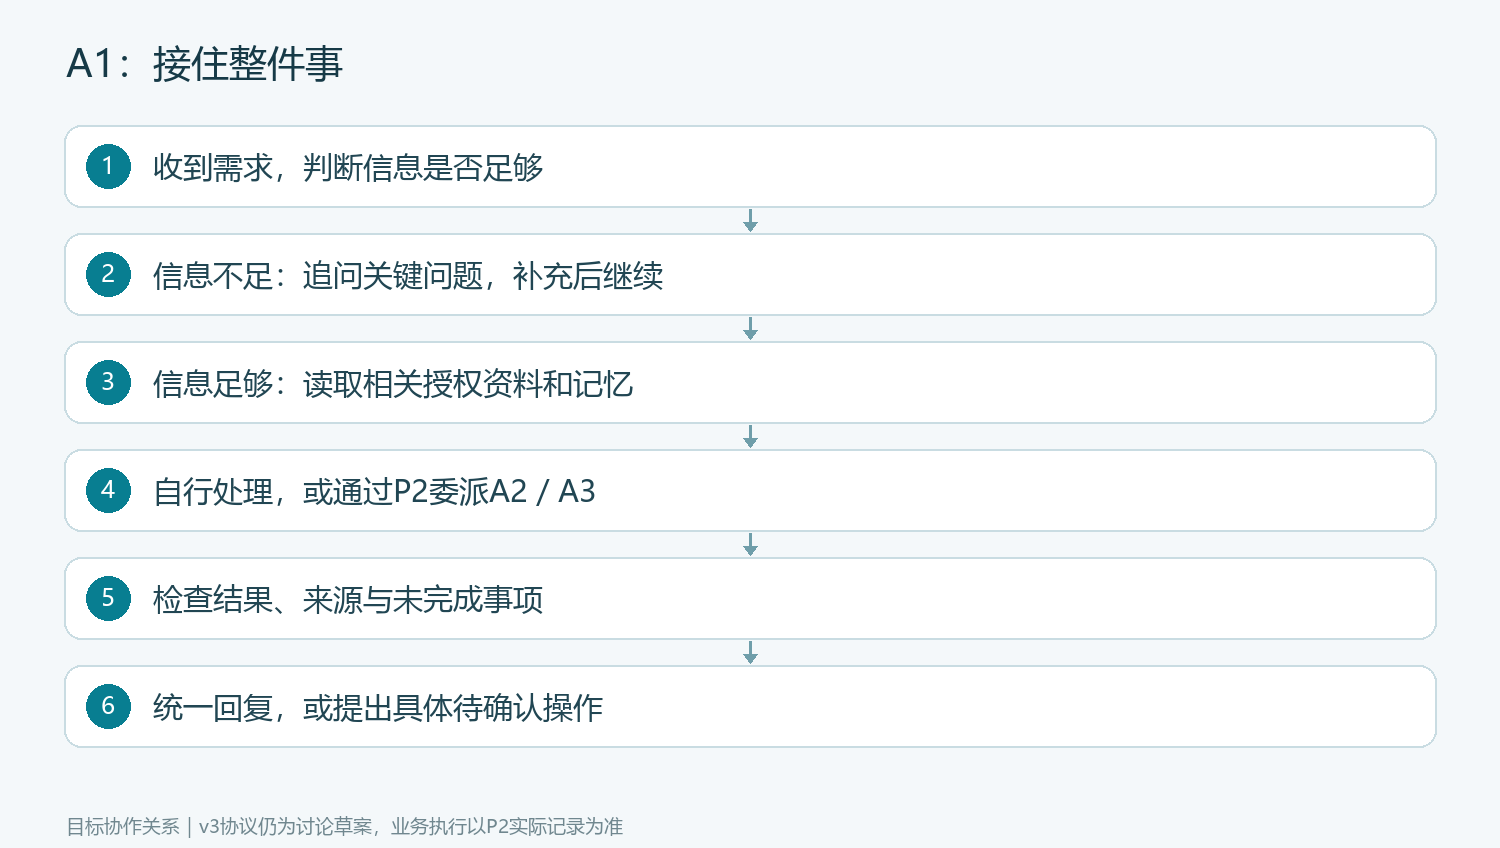 A1：接住整件事
1 收到需求，判断信息是否足够
2 信息不足：追问关键问题，补充后继续
3 信息足够：读取相关授权资料和记忆
4 自行处理，或通过P2委派A2 / A3
5 检查结果、来源与未完成事项
6 统一回复，或提出具体待确认操作
目标协作关系 | v3协议仍为讨论草案，业务执行以P2实际记录为准